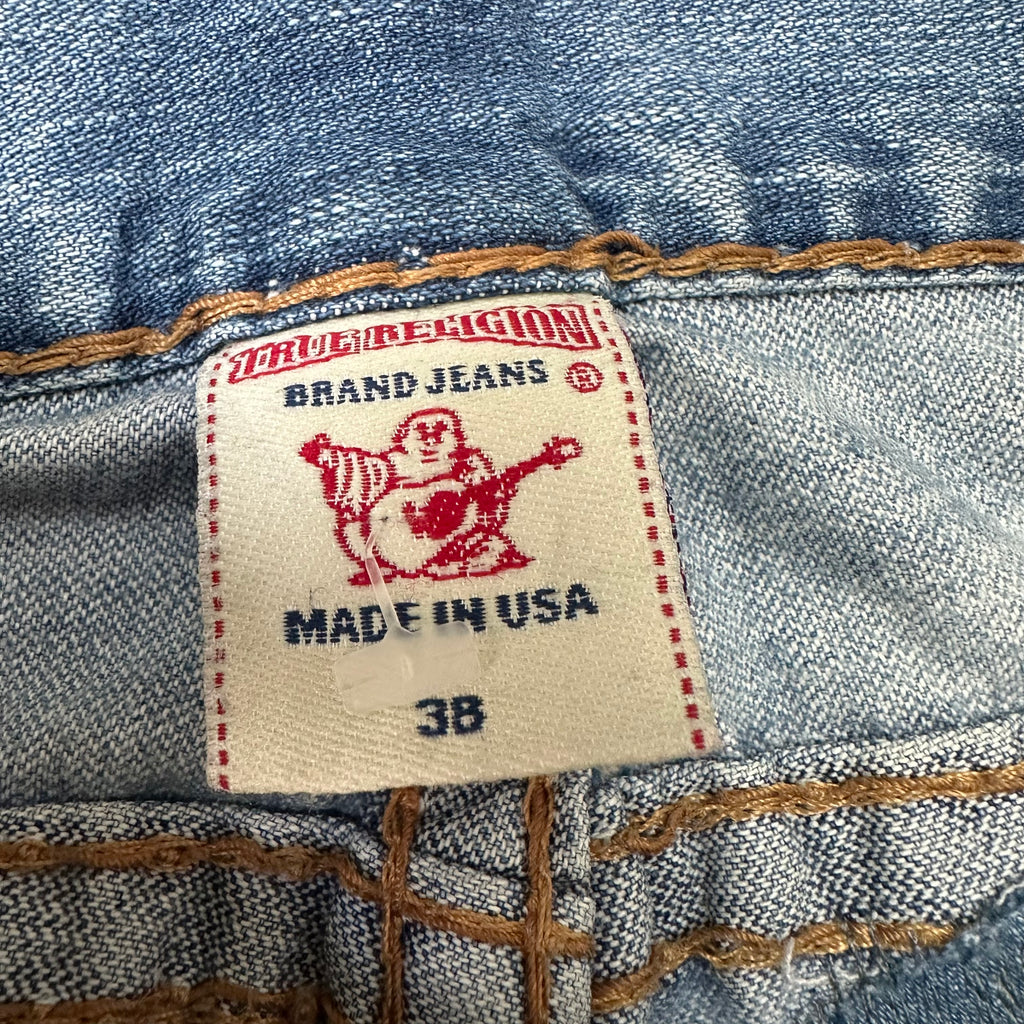 TRUE RELIGION
BRAND JEANS ®
MADE IN USA
38